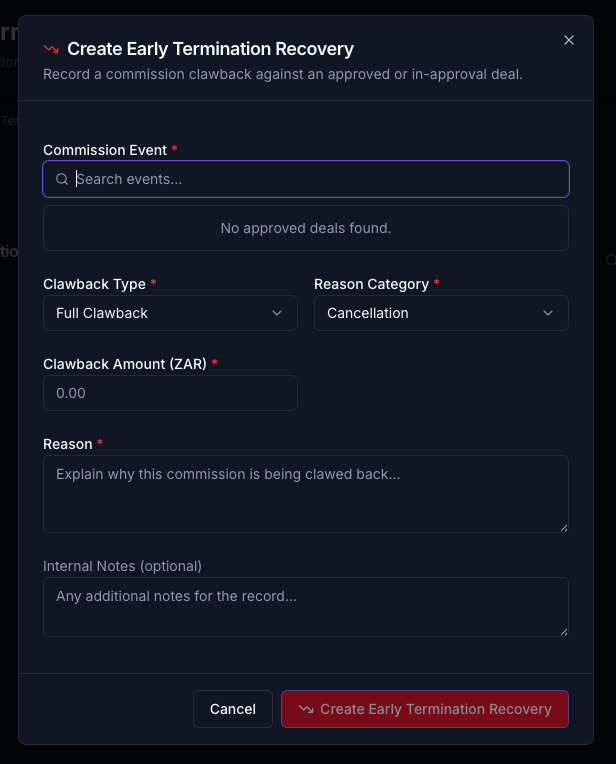 Create Early Termination Recovery
Record a commission clawback against an approved or in-approval deal.
Commission Event *
Search events...
No approved deals found.
Clawback Type * Reason Category *
Full Clawback Cancellation
Clawback Amount (ZAR) *
0.00
Reason *
Explain why this commission is being clawed back...
Internal Notes (optional)
Any additional notes for the record...
Cancel Create Early Termination Recovery